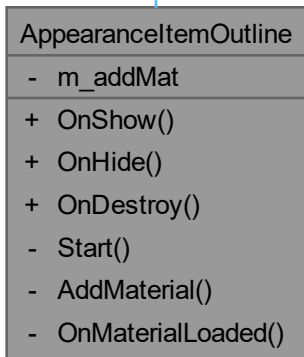 AppearanceItemOutline
- m_addMat
+ OnShow()
+ OnHide()
+ OnDestroy()
- Start()
- AddMaterial()
- OnMaterialLoaded()